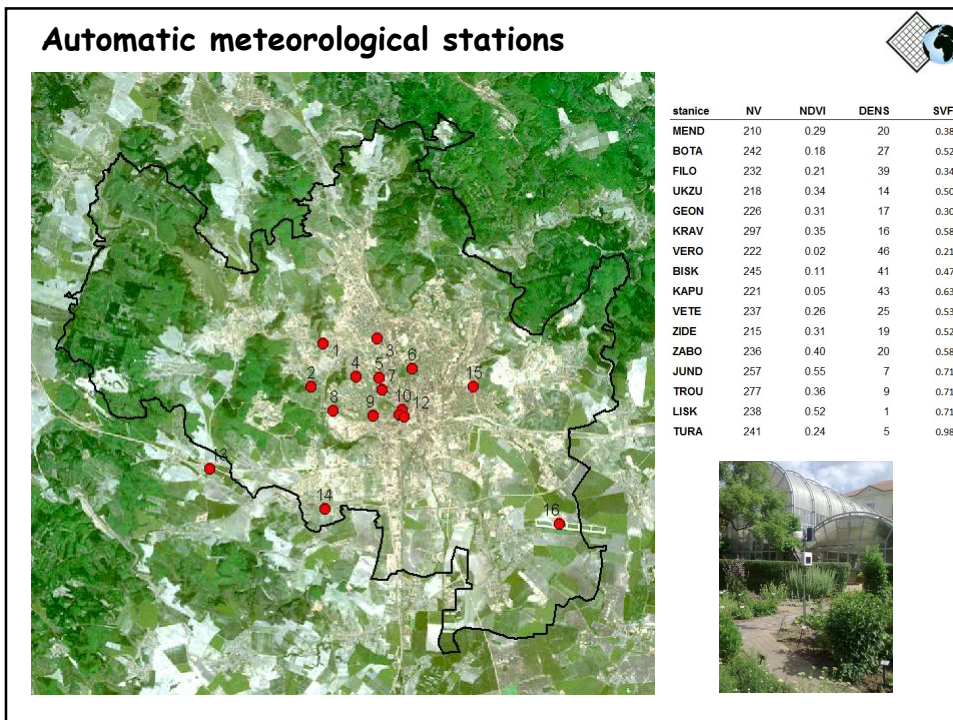 Automatic meteorological stations
stanice NV NDVI DENS SVF
MEND 210 0.29 20 0.38
BOTA 242 0.18 27 0.52
FILO 232 0.21 39 0.34
UKZU 218 0.34 14 0.50
GEON 226 0.31 17 0.30
KRAV 297 0.35 16 0.58
VERO 222 0.02 46 0.21
BISK 245 0.11 41 0.47
KAPU 221 0.05 43 0.63
VETE 237 0.26 25 0.53
ZIDE 215 0.31 19 0.52
ZABO 236 0.40 20 0.58
JUND 257 0.55 7 0.71
TROU 277 0.36 9 0.71
LISK 238 0.52 1 0.71
TURA 241 0.24 5 0.98
1
3
6
2
4
5
7
15
8
9
10
12
13
14
16